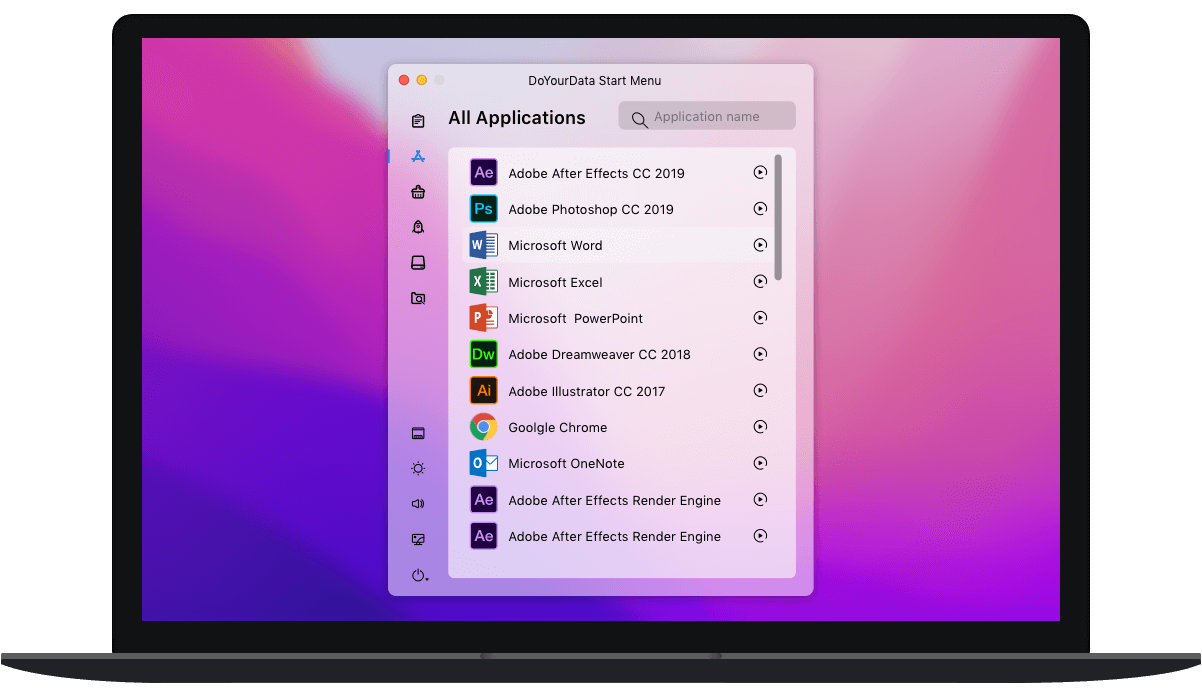 DoYourData Start Menu
All Applications
Application name
Ae Adobe After Effects CC 2019
Ps Adobe Photoshop CC 2019
W Microsoft Word
X Microsoft Excel
P Microsoft  PowerPoint
Dw Adobe Dreamweaver CC 2018
Ai Adobe Illustrator CC 2017
Goolgle Chrome
O Microsoft OneNote
Ae Adobe After Effects Render Engine
Ae Adobe After Effects Render Engine